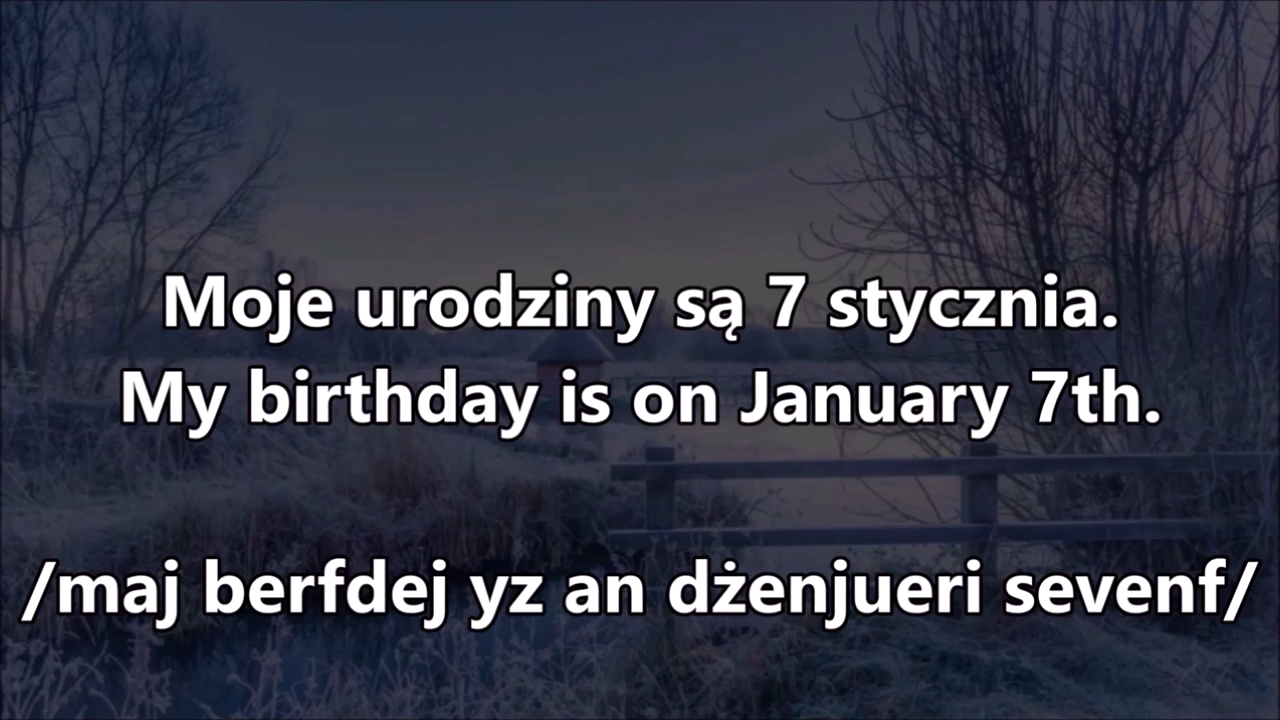 Moje urodziny są 7 stycznia.
My birthday is on January 7th.
/maj berfdej yz an dżenjueri sevenf/